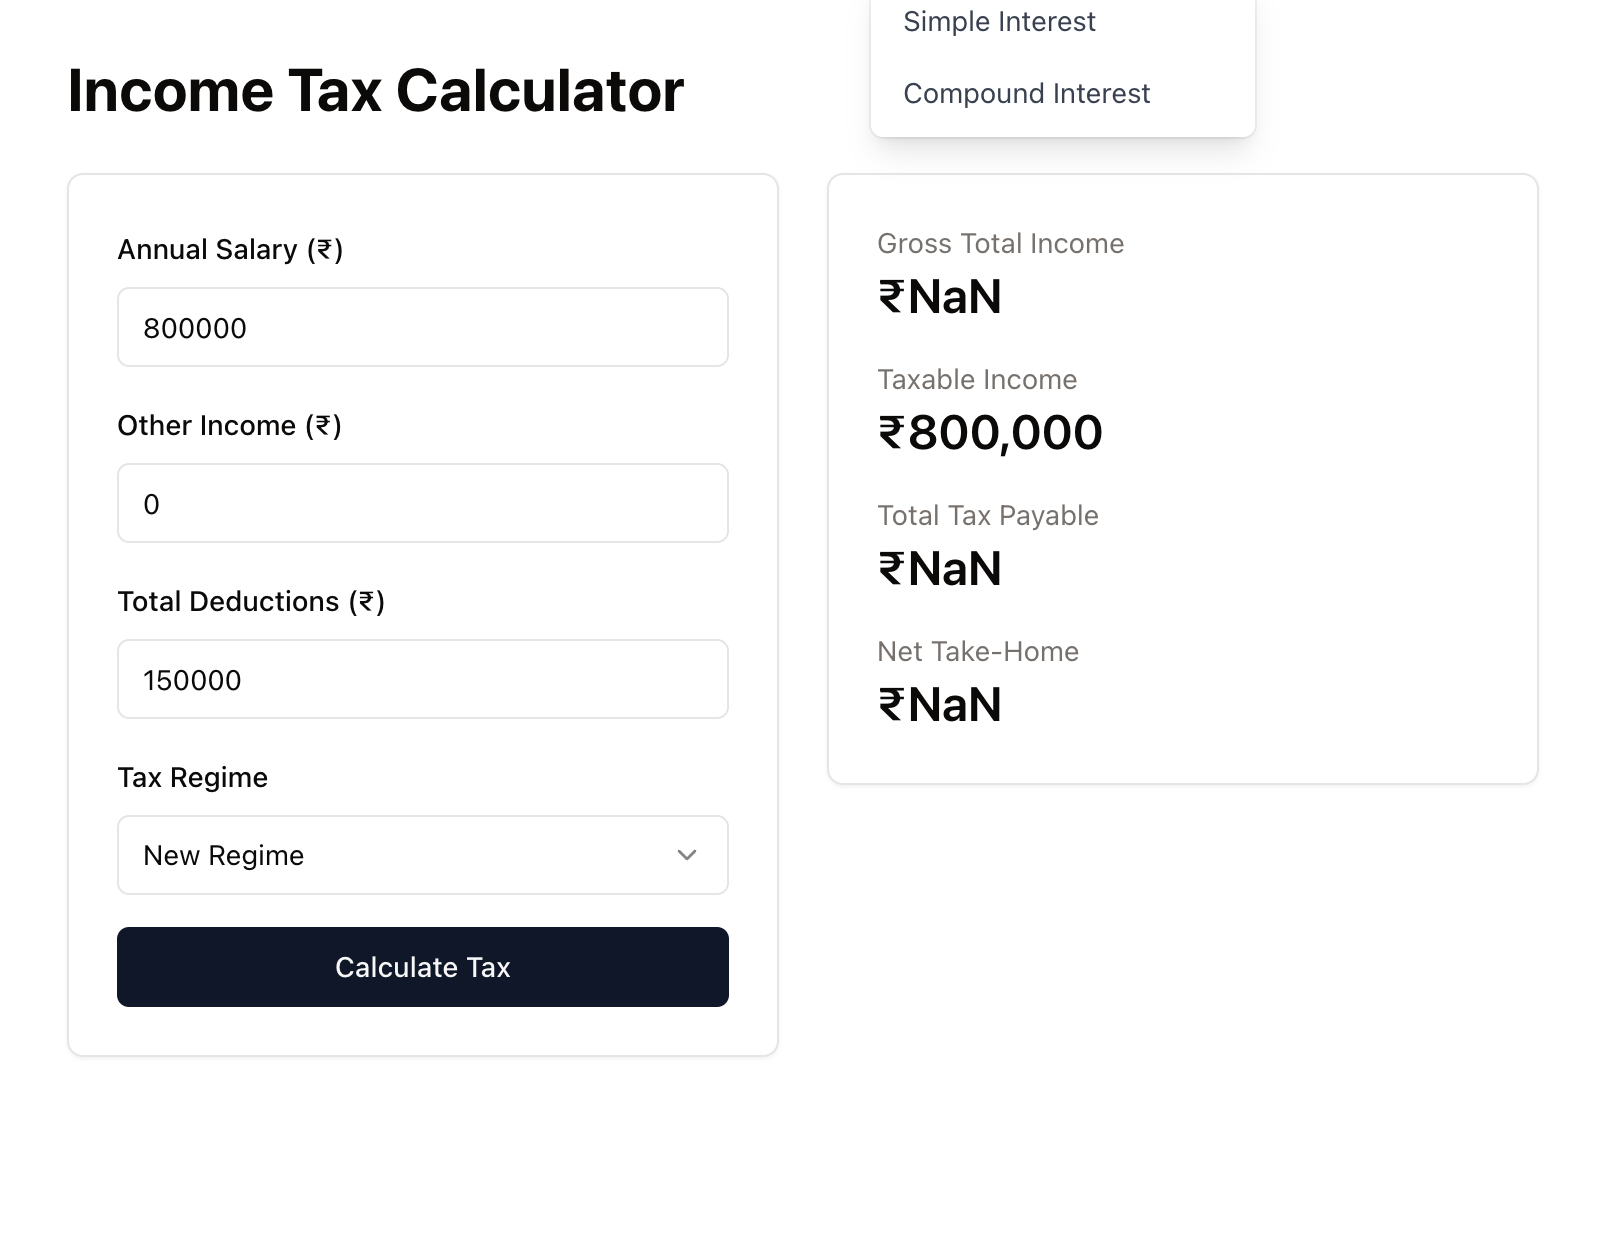 Simple Interest
Compound Interest
Income Tax Calculator
Annual Salary (₹)
800000
Other Income (₹)
0
Total Deductions (₹)
150000
Tax Regime
New Regime
Calculate Tax
Gross Total Income
₹NaN
Taxable Income
₹800,000
Total Tax Payable
₹NaN
Net Take-Home
₹NaN